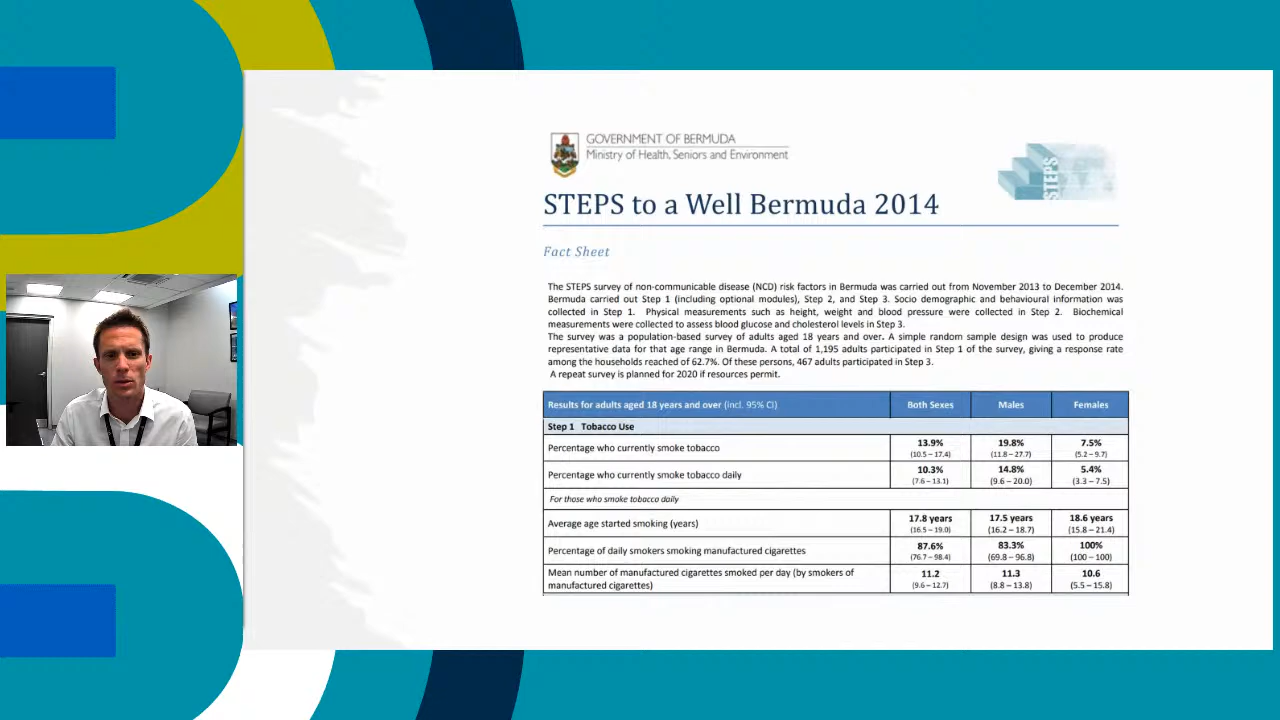 GOVERNMENT OF BERMUDA
Ministry of Health, Seniors and Environment
STEPS
STEPS to a Well Bermuda 2014
Fact Sheet
The STEPS survey of non-communicable disease (NCD) risk factors in Bermuda was carried out from November 2013 to December 2014.
Bermuda carried out Step 1 (including optional modules), Step 2, and Step 3. Socio demographic and behavioural information was
collected in Step 1. Physical measurements such as height, weight and blood pressure were collected in Step 2. Biochemical
measurements were collected to assess blood glucose and cholesterol levels in Step 3.
The survey was a population-based survey of adults aged 18 years and over. A simple random sample design was used to produce
representative data for that age range in Bermuda. A total of 1,195 adults participated in Step 1 of the survey, giving a response rate
among the households reached of 62.7%. Of these persons, 467 adults participated in Step 3.
A repeat survey is planned for 2020 if resources permit.
Results for adults aged 18 years and over (incl. 95% CI) Both Sexes Males Females
Step 1 Tobacco Use
Percentage who currently smoke tobacco 13.9% 19.8% 7.5%
(10.5 – 17.4) (11.8 – 27.7) (5.2 – 9.7)
Percentage who currently smoke tobacco daily 10.3% 14.8% 5.4%
(7.6 – 13.1) (9.6 – 20.0) (3.3 – 7.5)
For those who smoke tobacco daily
Average age started smoking (years) 17.8 years 17.5 years 18.6 years
(16.5 – 19.0) (16.2 – 18.7) (15.8 – 21.4)
Percentage of daily smokers smoking manufactured cigarettes 87.6% 83.3% 100%
(76.7 – 98.4) (69.8 – 96.8) (100 – 100)
Mean number of manufactured cigarettes smoked per day (by smokers of 11.2 11.3 10.6
manufactured cigarettes) (9.6 – 12.7) (8.8 – 13.8) (5.5 – 15.8)